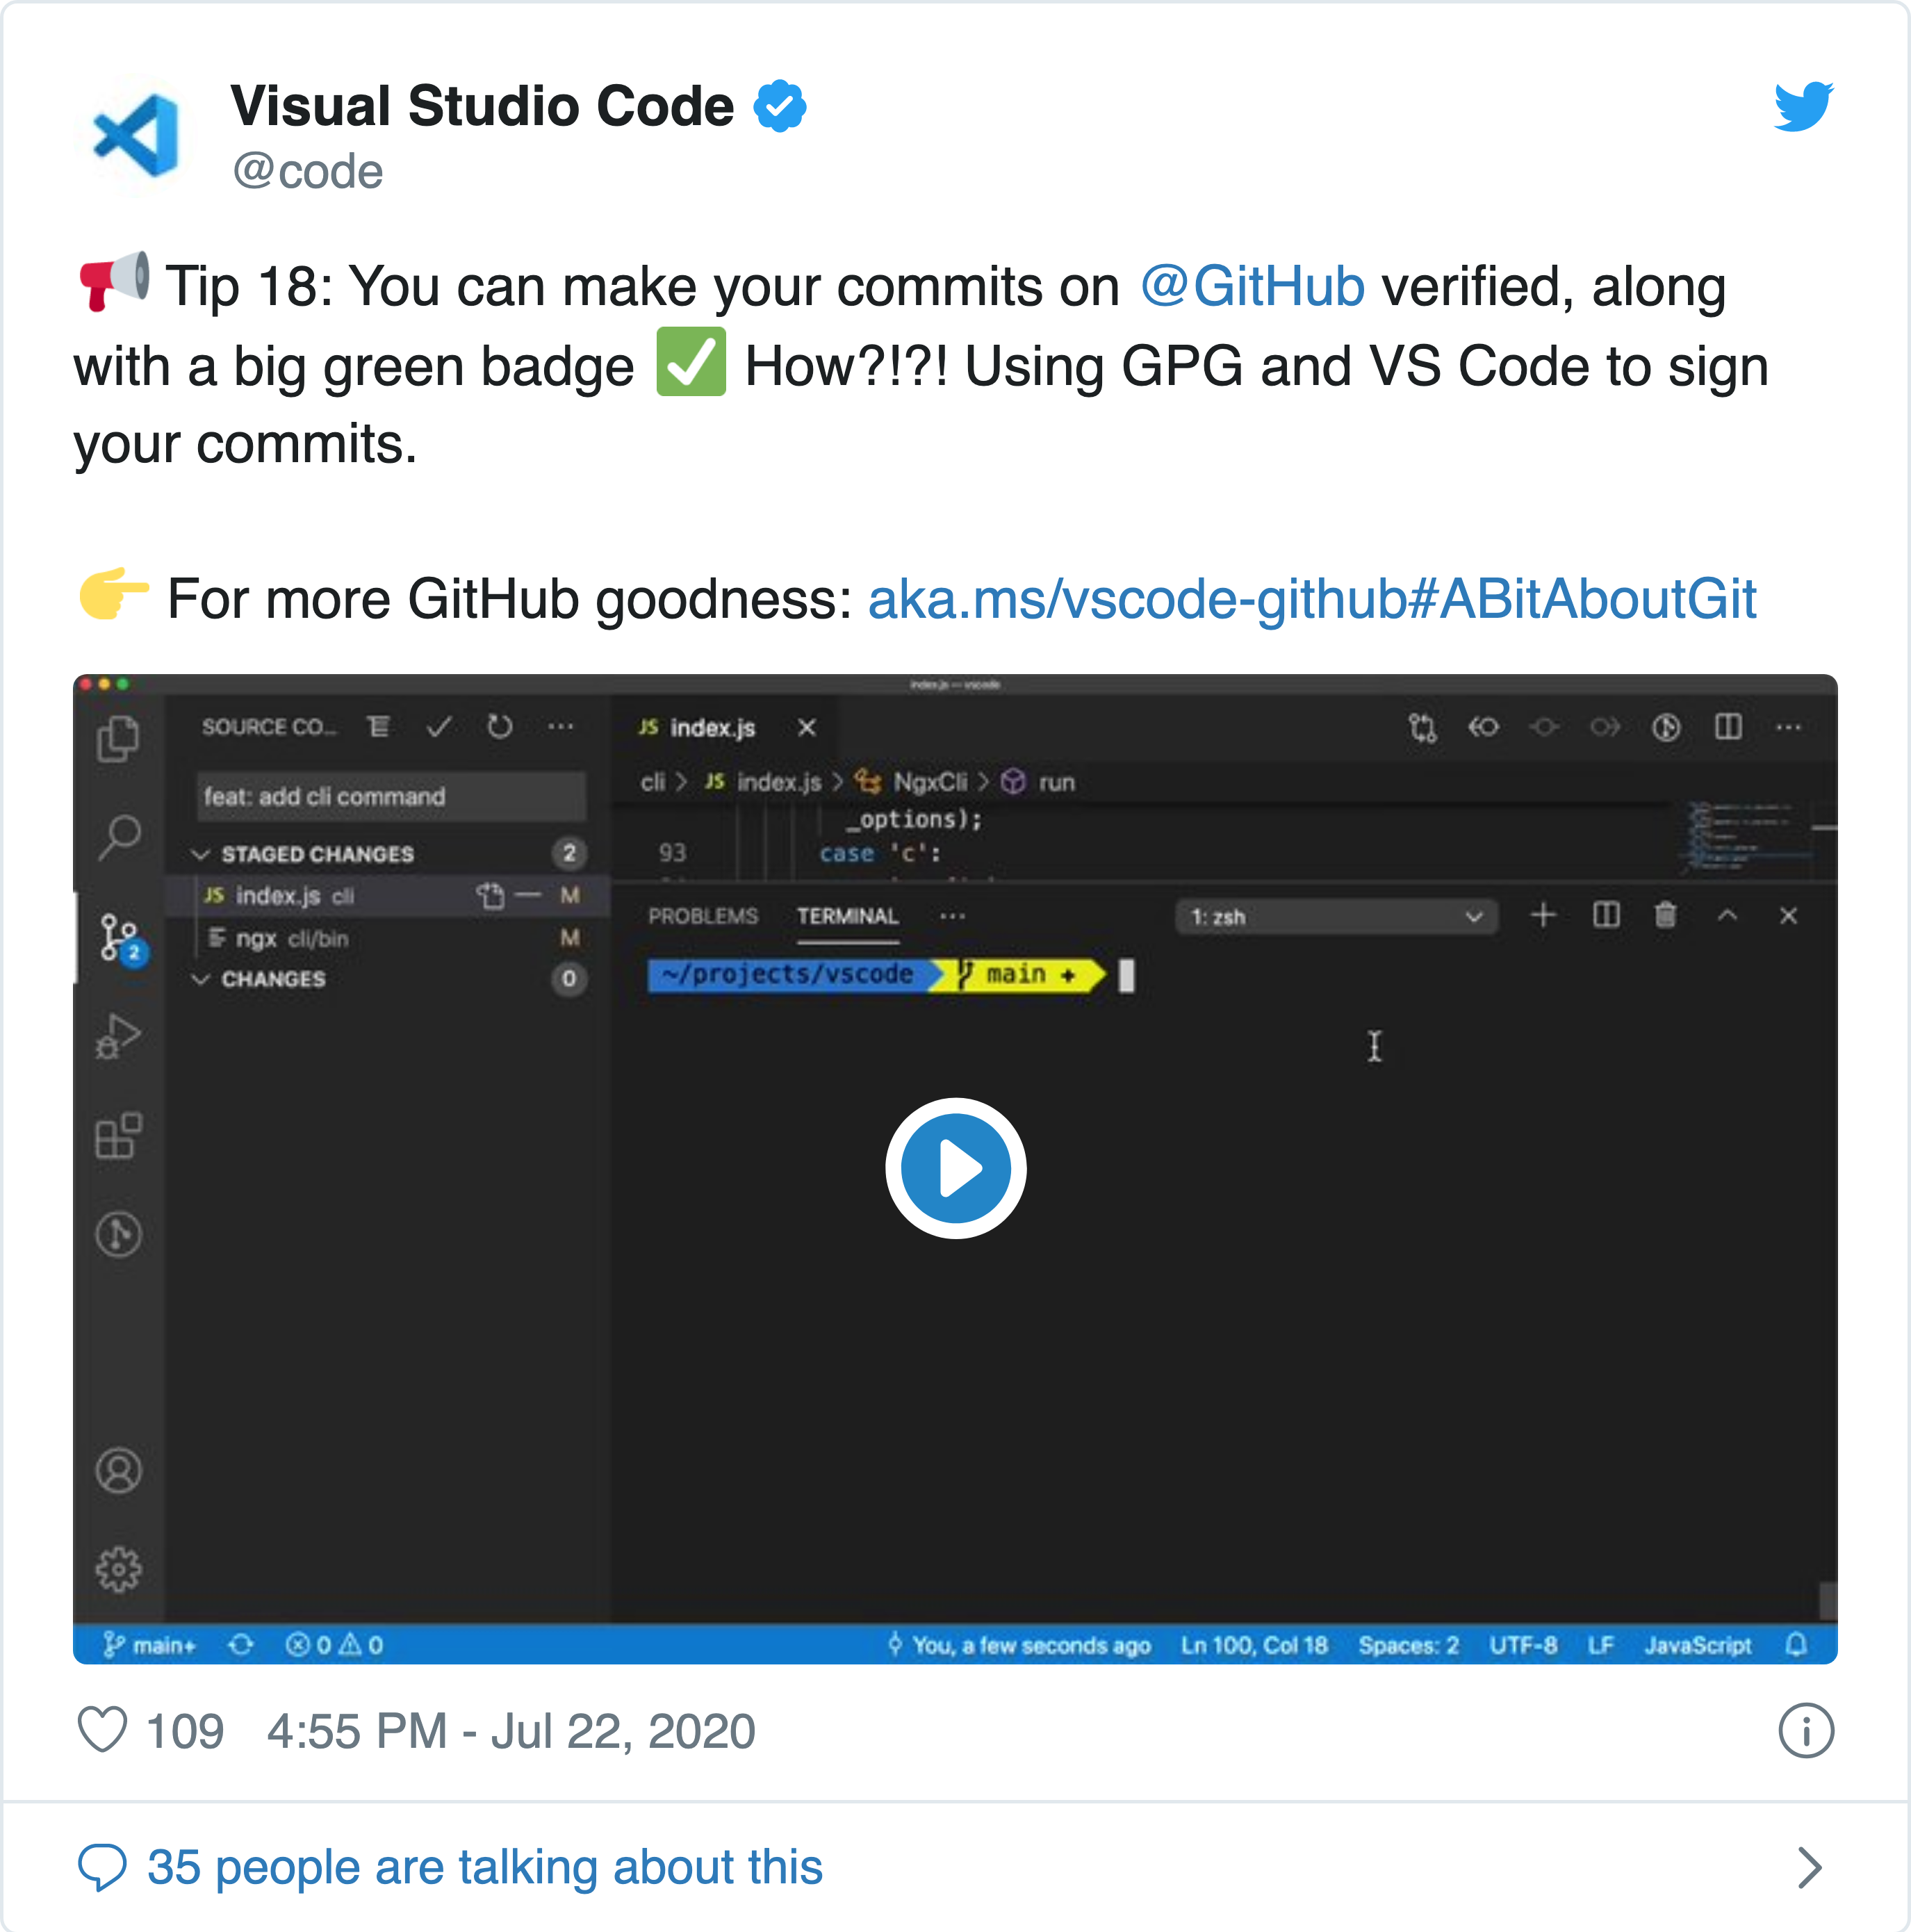 Visual Studio Code
@code
📢 Tip 18: You can make your commits on @GitHub verified, along
with a big green badge ✅ How?!?! Using GPG and VS Code to sign
your commits.
👉 For more GitHub goodness: aka.ms/vscode-github#ABitAboutGit
index.js — vscode
SOURCE CO...
JS index.js
feat: add cli command
cli > JS index.js > NgxCli > run
_options);
93 case 'c':
STAGED CHANGES 2
JS index.js cli M
ngx cli/bin M
CHANGES 0
2
PROBLEMS TERMINAL ... 1: zsh
~/projects/vscode main +
main+ 0 0 You, a few seconds ago Ln 100, Col 18 Spaces: 2 UTF-8 LF JavaScript
109 4:55 PM - Jul 22, 2020
35 people are talking about this